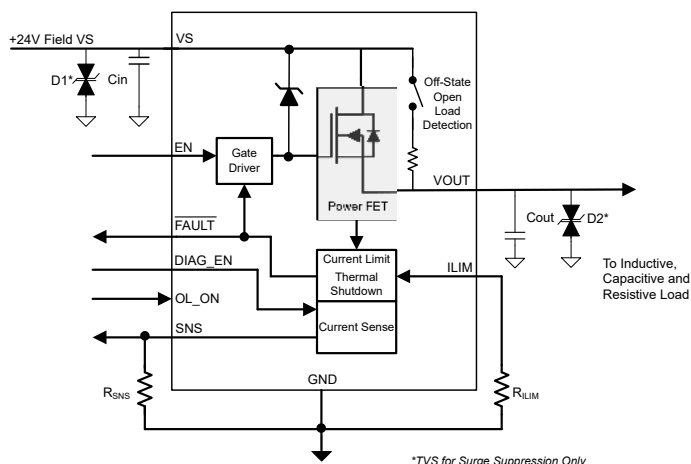 +24V Field VS
VS
D1*
Cin
Off-State
Open
Load
Detection
EN
Gate
Driver
VOUT
Power FET
FAULT
Cout
D2*
Current Limit
Thermal
Shutdown
ILIM
DIAG_EN
To Inductive,
Capacitive and
Resistive Load
OL_ON
Current Sense
SNS
GND
RSNS
RILIM
*TVS for Surge Suppression Only